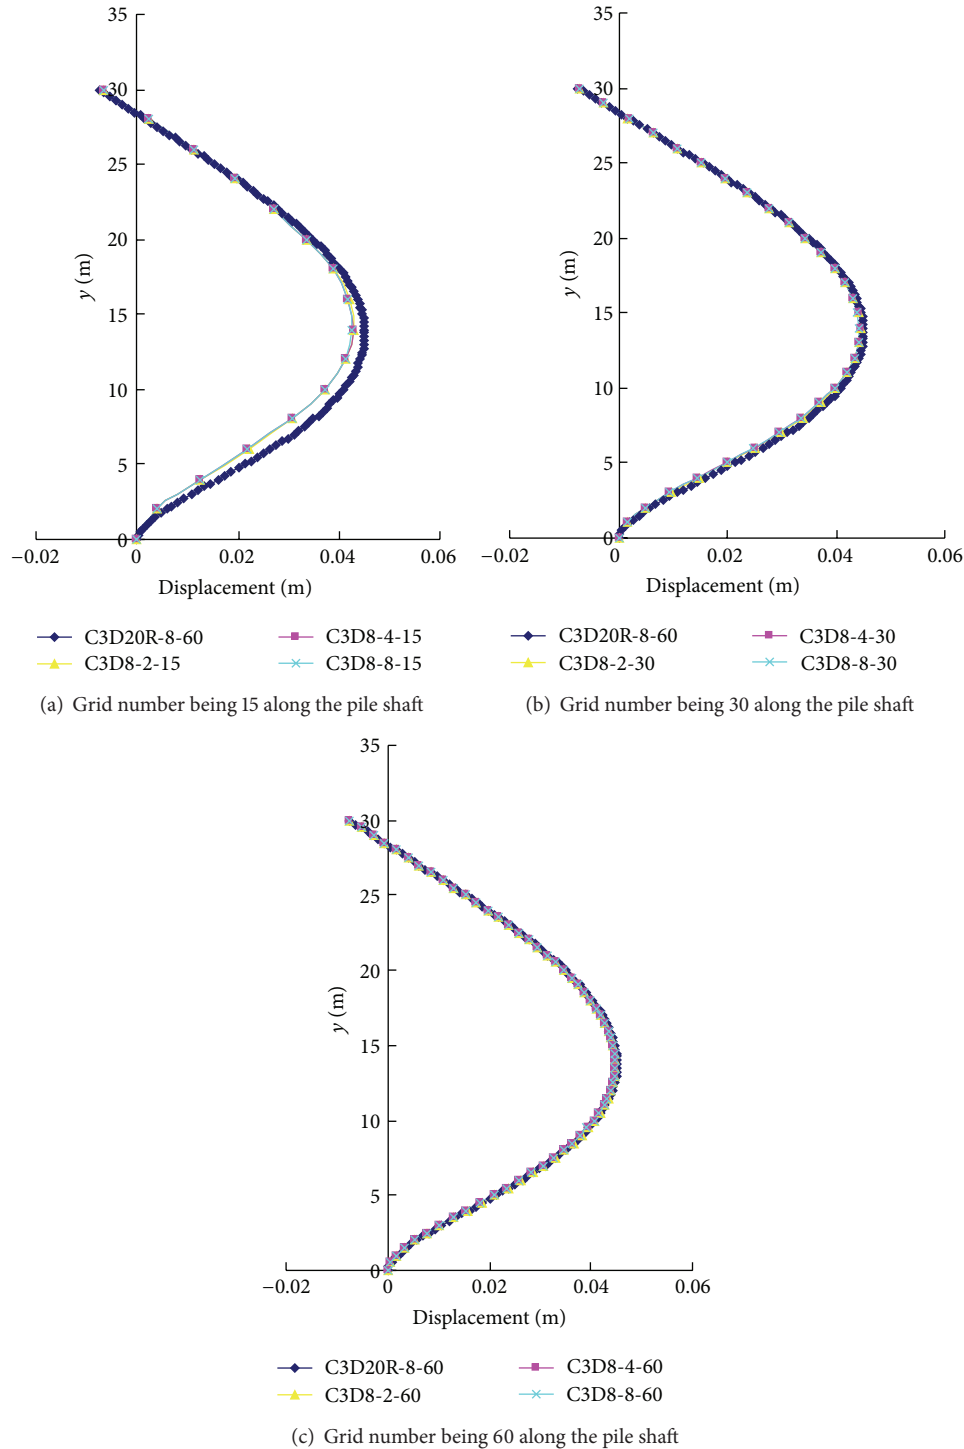 35
30
25
20
15
10
5
0
y (m)
−0.02 0 0.02 0.04 0.06
Displacement (m)
C3D20R-8-60 C3D8-4-15
C3D8-2-15 C3D8-8-15
(a) Grid number being 15 along the pile shaft
35
30
25
20
15
10
5
0
y (m)
−0.02 0 0.02 0.04 0.06
Displacement (m)
C3D20R-8-60 C3D8-4-30
C3D8-2-30 C3D8-8-30
(b) Grid number being 30 along the pile shaft
35
30
25
20
15
10
5
0
y (m)
−0.02 0 0.02 0.04 0.06
Displacement (m)
C3D20R-8-60 C3D8-4-60
C3D8-2-60 C3D8-8-60
(c) Grid number being 60 along the pile shaft